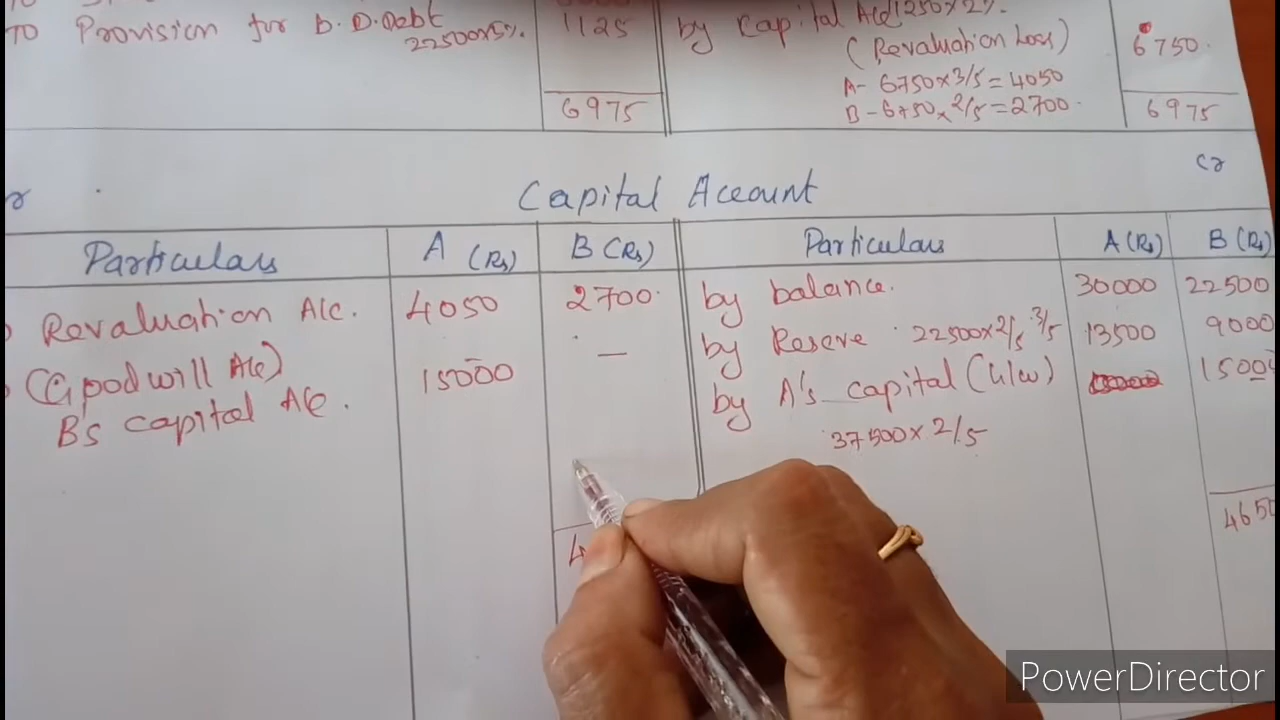 TO Provision for B.D.Debt 1125 by Capital A/c 1250x2%.
22500x5%. (Revaluation Loss) 6750.
A- 6750x3/5=4050
6975 B-6750x2/5=2700. 6975
Cr
Capital Account
Particulars A (Rs) B (Rs) Particulars A (Rs) B (Rs)
Revaluation A/c. 4050 2700. by balance. 30000 22500
(Goodwill A/c) — by Reserve 22500x2/5 3/5 13500 9000
Bs Capital A/c. 15000 by A's capital (G/w) 15000
37500x2/5
4650
PowerDirector